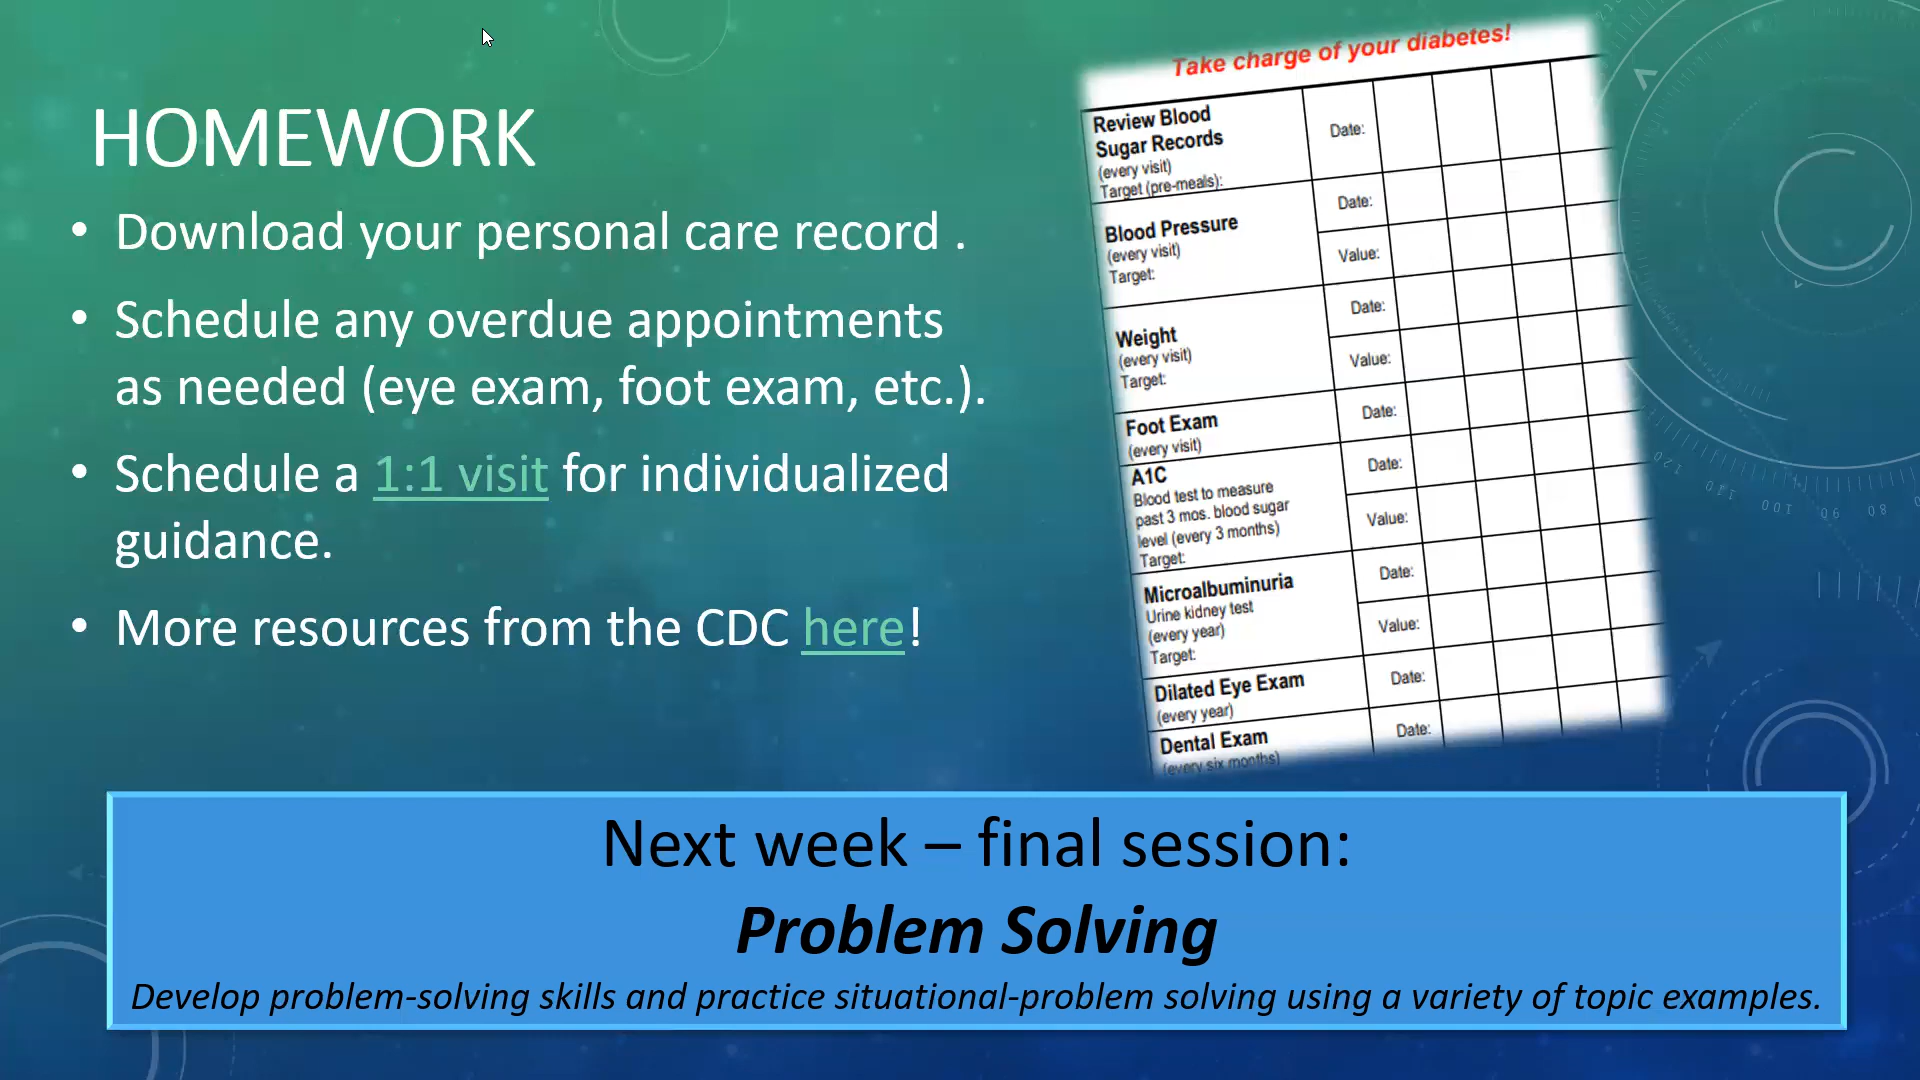 HOMEWORK
• Download your personal care record .
• Schedule any overdue appointments
as needed (eye exam, foot exam, etc.).
• Schedule a 1:1 visit for individualized
guidance.
• More resources from the CDC here!
Take charge of your diabetes!
Review Blood
Sugar Records
(every visit)
Target (pre-meals):
Date:
Blood Pressure
(every visit)
Target:
Date:
Value:
Weight
(every visit)
Target:
Date:
Value:
Foot Exam
(every visit)
Date:
A1C
Blood test to measure
past 3 mos. blood sugar
level (every 3 months)
Target:
Date:
Value:
Microalbuminuria
Urine kidney test
(every year)
Target:
Date:
Value:
Dilated Eye Exam
(every year)
Date:
Dental Exam
(every six months)
Date:
120
110
100
90
80
Next week – final session:
Problem Solving
Develop problem-solving skills and practice situational-problem solving using a variety of topic examples.